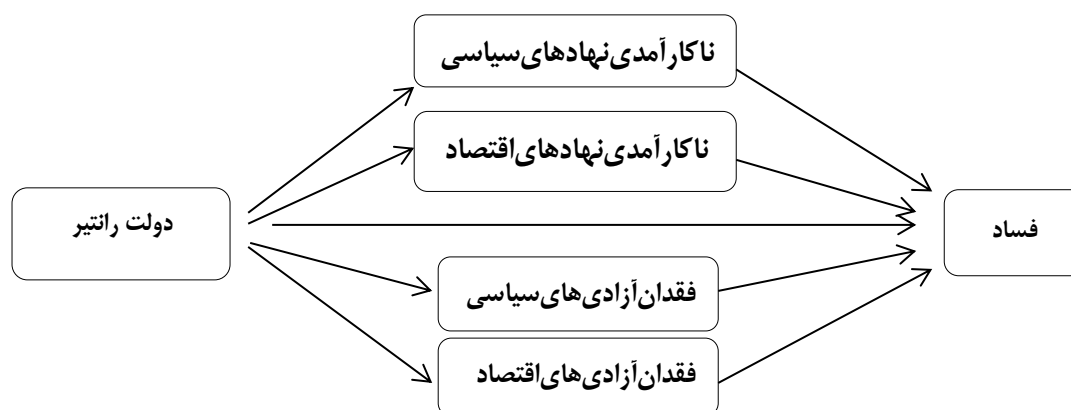 ناکارآمدی نهادهای سیاسی
ناکارآمدی نهادهای اقتصاد
دولت رانتیر
فساد
فقدان آزادی های سیاسی
فقدان آزادی های اقتصاد